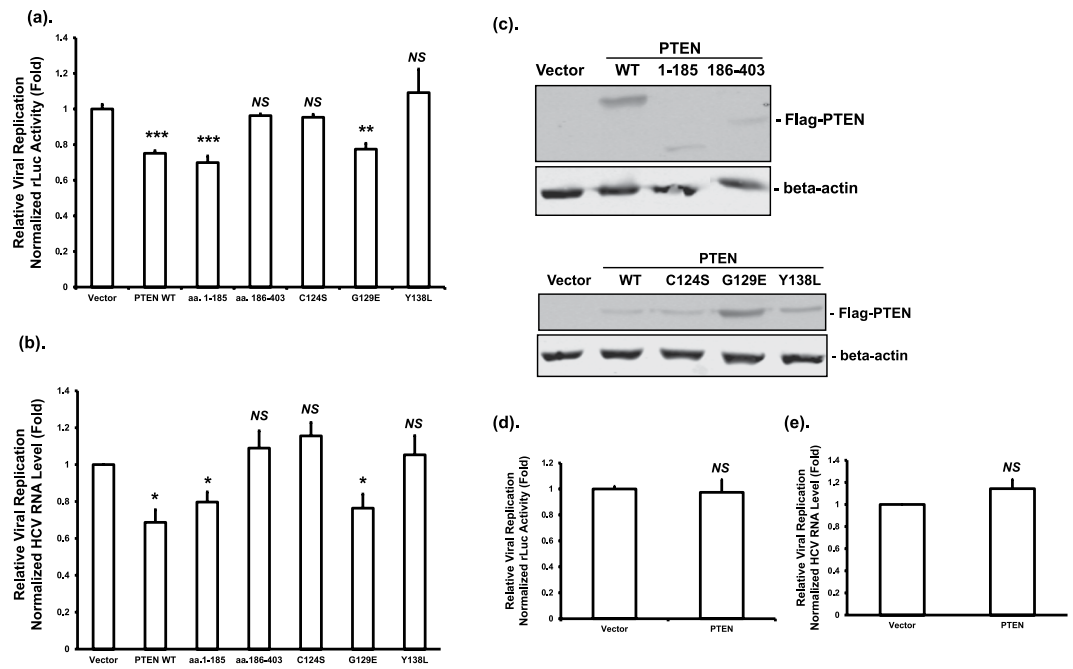 (a).
Relative Viral Replication
Normalized rLuc Activity (Fold)
1.4
1.2
1
0.8
0.6
0.4
0.2
0
***
***
NS
NS
**
NS
Vector
PTEN WT
aa. 1-185
aa. 186-403
C124S
G129E
Y138L
(b).
Relative Viral Replication
Normalized HCV RNA Level (Fold)
1.4
1.2
1
0.8
0.6
0.4
0.2
0
*
*
NS
NS
*
NS
Vector
PTEN WT
aa.1-185
aa.186-403
C124S
G129E
Y138L
(c).
PTEN
Vector WT 1-185 186-403
- Flag-PTEN
- beta-actin
PTEN
Vector WT C124S G129E Y138L
- Flag-PTEN
- beta-actin
(d).
Relative Viral Replication
Normalized rLuc Activity (Fold)
1.2
1.0
0.8
0.6
0.4
0.2
0
NS
Vector
PTEN
(e).
Relative Viral Replication
Normalized HCV RNA Level (Fold)
1.4
1.2
1.0
0.8
0.6
0.4
0.2
0
NS
Vector
PTEN